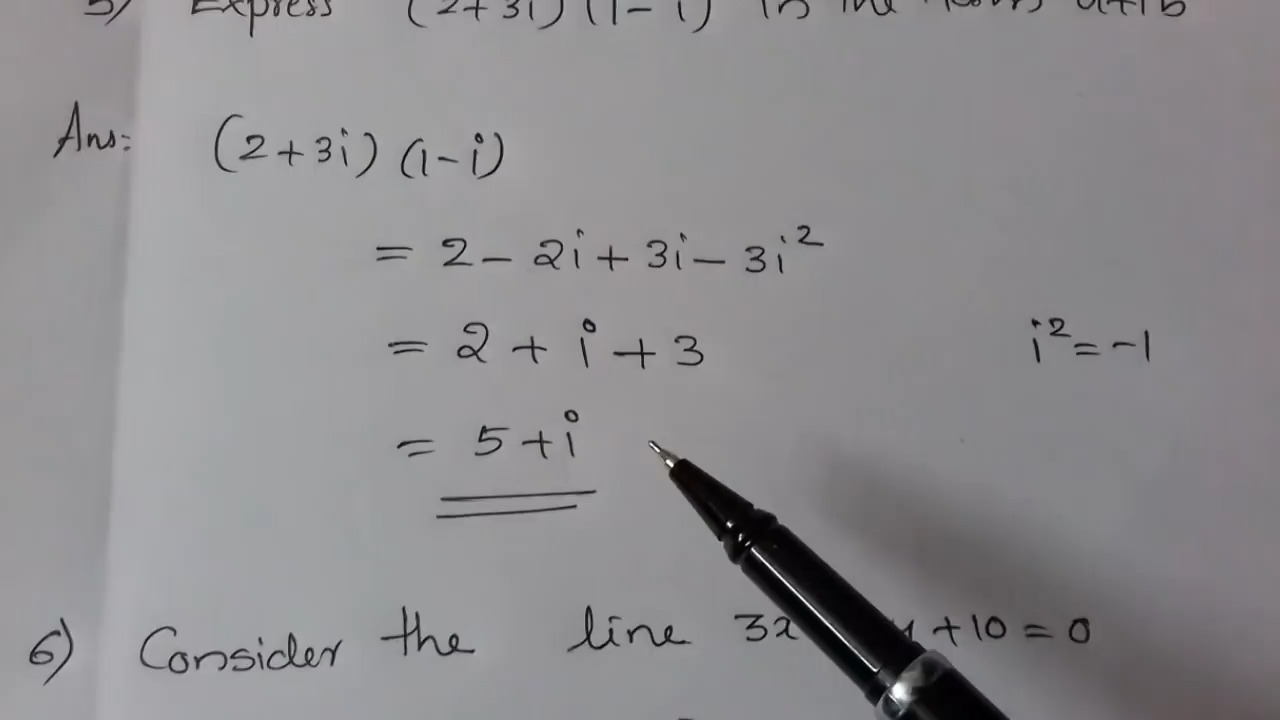 5) Express (2+3i)(1-i) in the form a+ib
Ans: (2+3i)(1-i)
= 2-2i+3i-3i²
= 2+i+3 i²=-1
= 5+i
6) Consider the line 3x +10=0